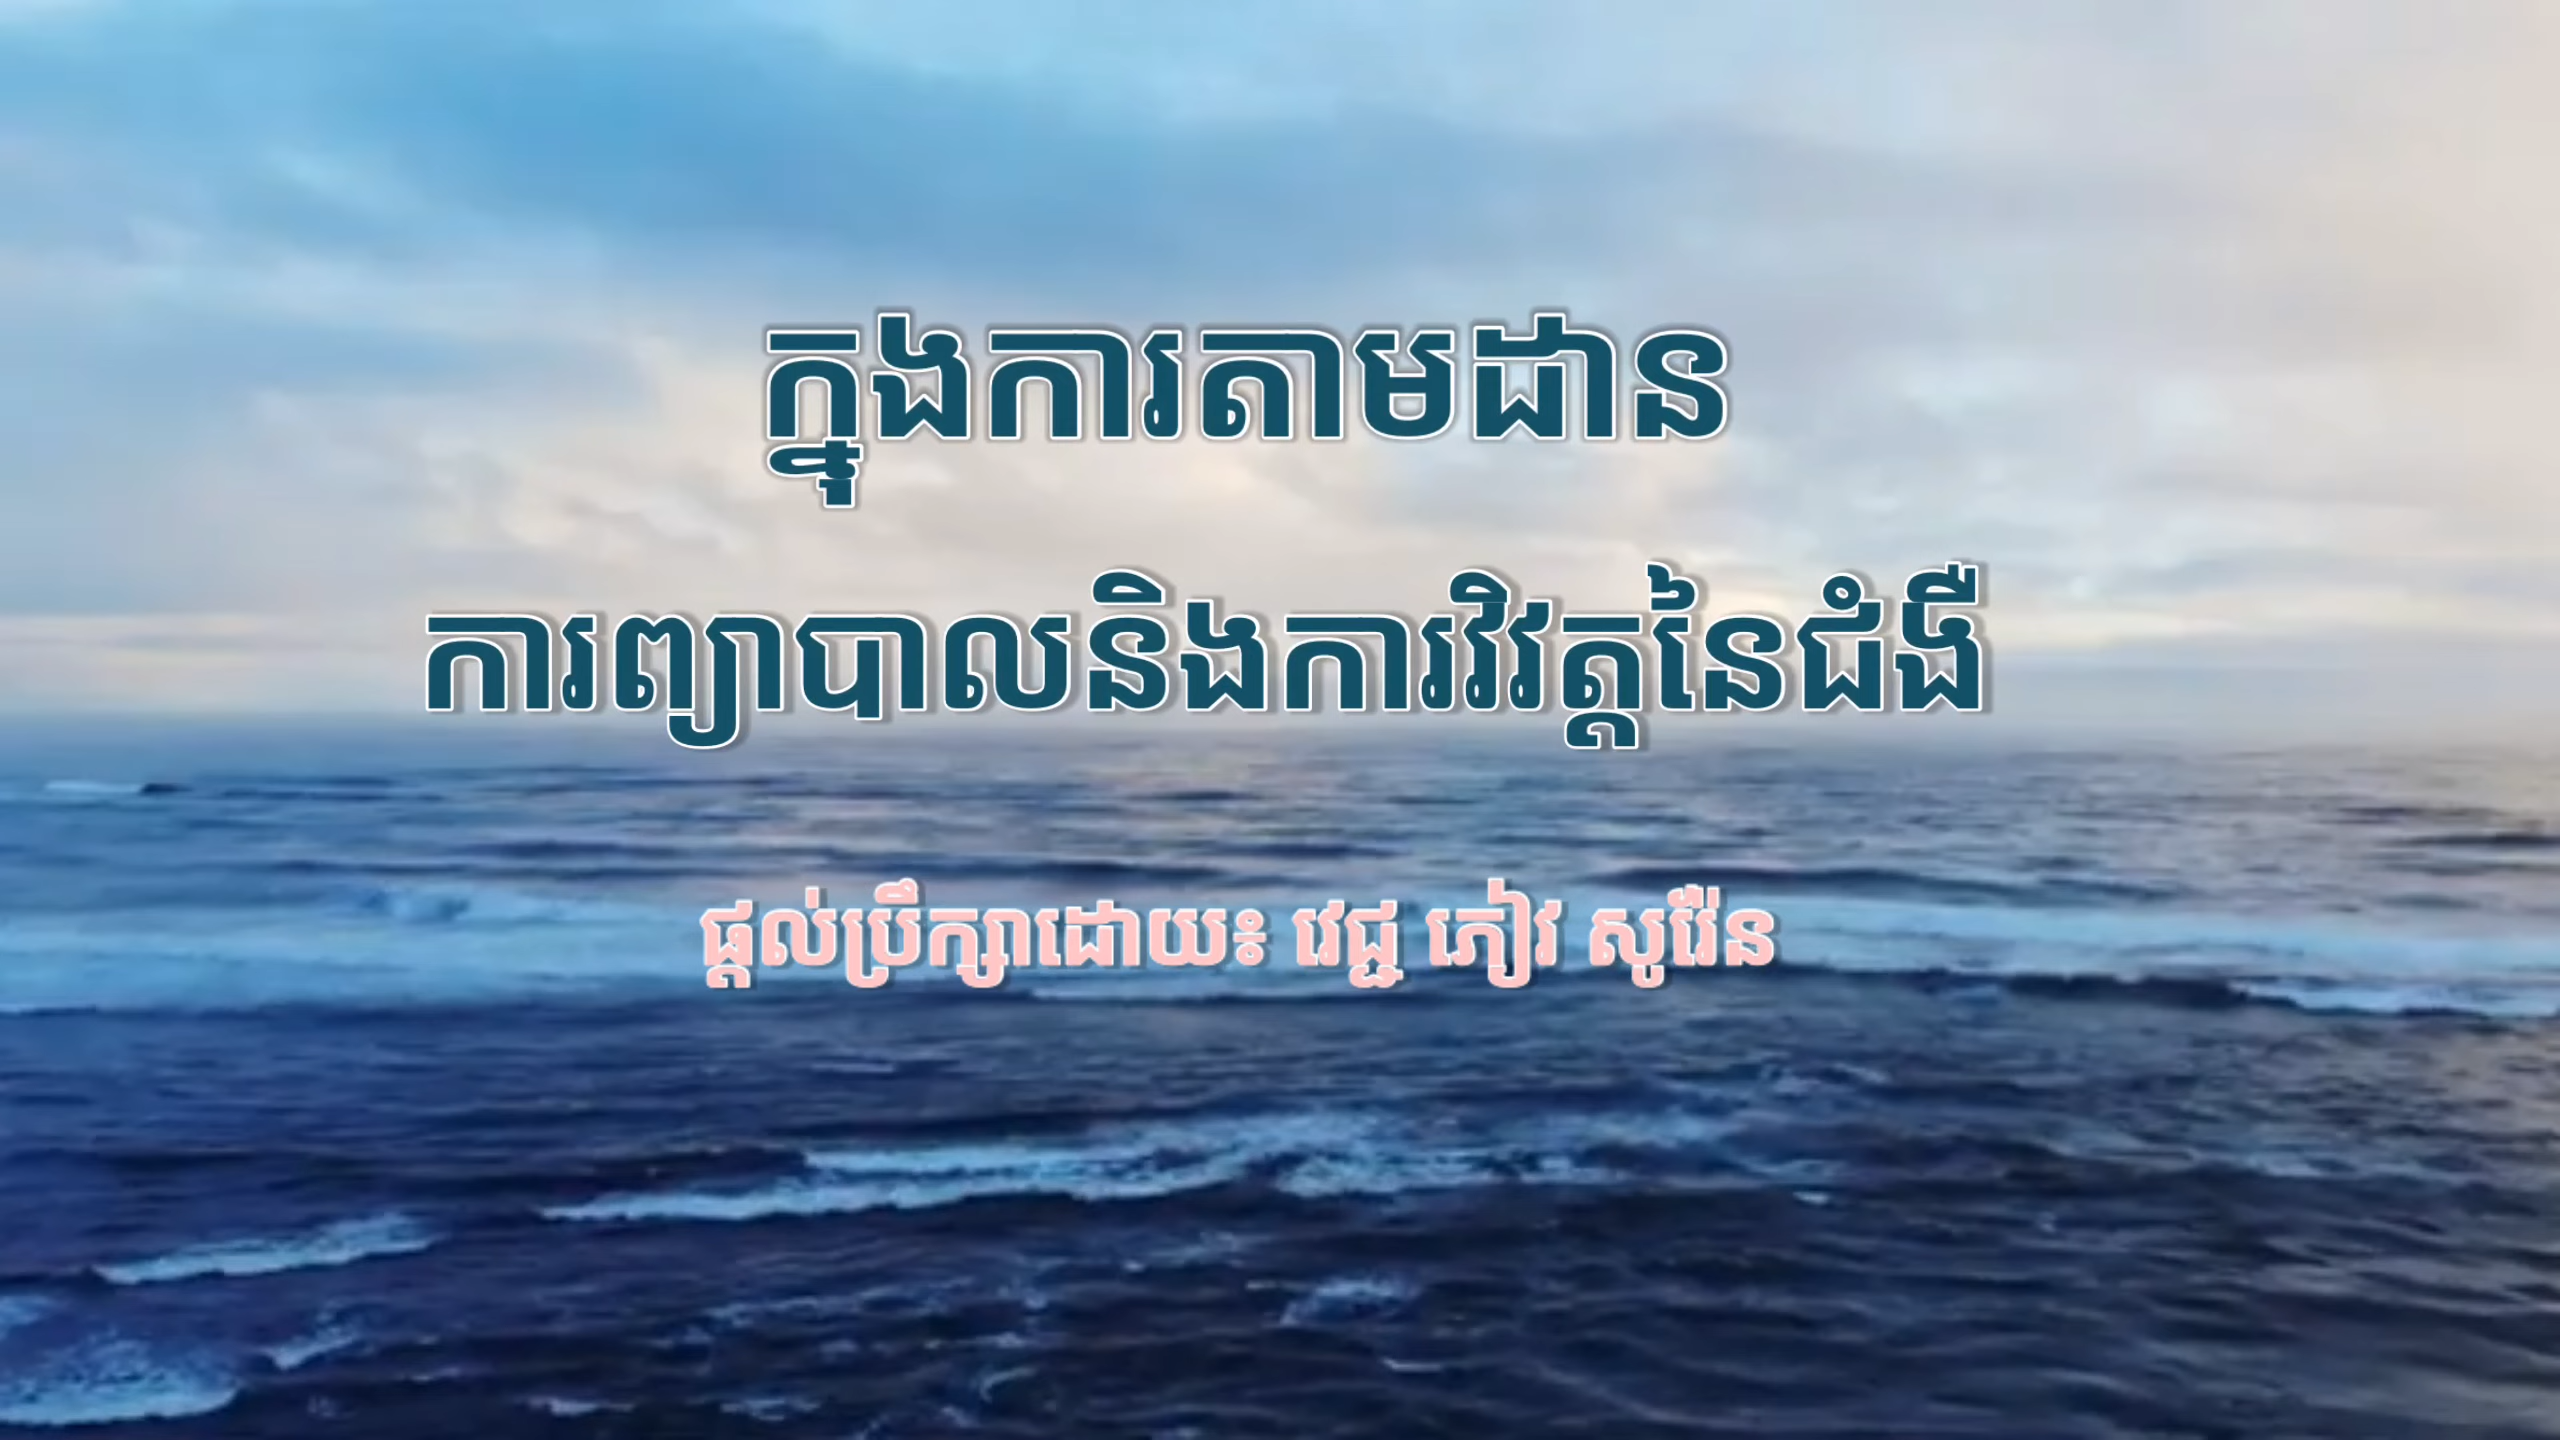 ក្នុងការតាមដាន
ការព្យាបាលនិងការវិវត្តនៃជំងឺ
ផ្តល់ប្រឹក្សាដោយ៖ វេជ្ជ ភៀវ សូវ៉ែន